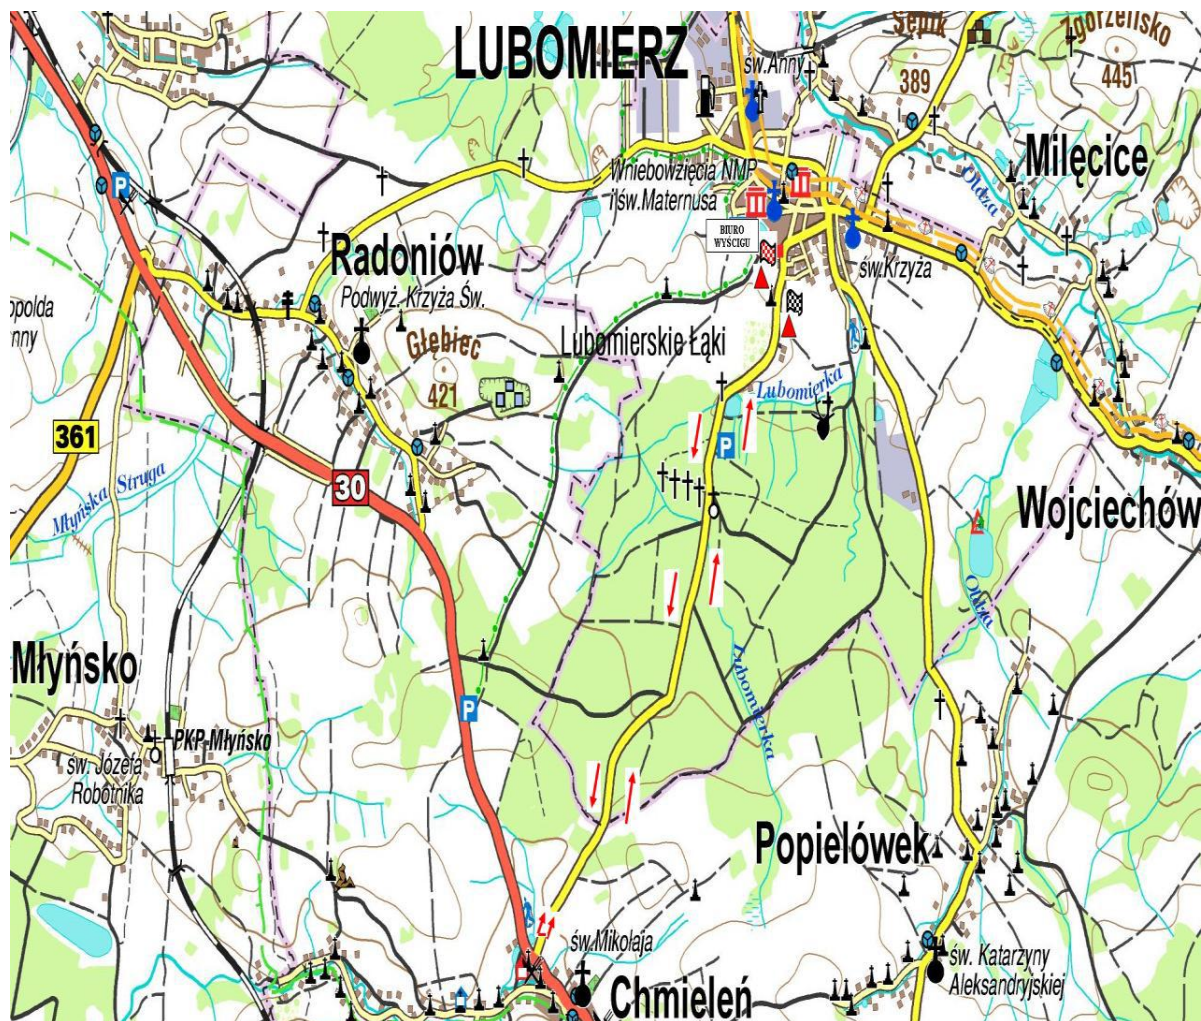 LUBOMIERZ
św.Anny
Sępik
389
Zgorzelisko
445
Milęcice
Oldza
Wniebowzięcia NMP
i św.Maternusa
BIURO
WYŚCIGU
św.Krzyża
P
Radoniów
Podwyż. Krzyża Św.
Głębiec
421
Lubomierskie Łąki
Lubomierka
P
361
30
Młyńska Struga
Wojciechów
Oldza
Lubomierka
Młyńsko
PKP Młyńsko
św. Józefa
Robotnika
P
Popielówek
św.Mikołaja
Chmieleń
św. Katarzyny
Aleksandryjskiej